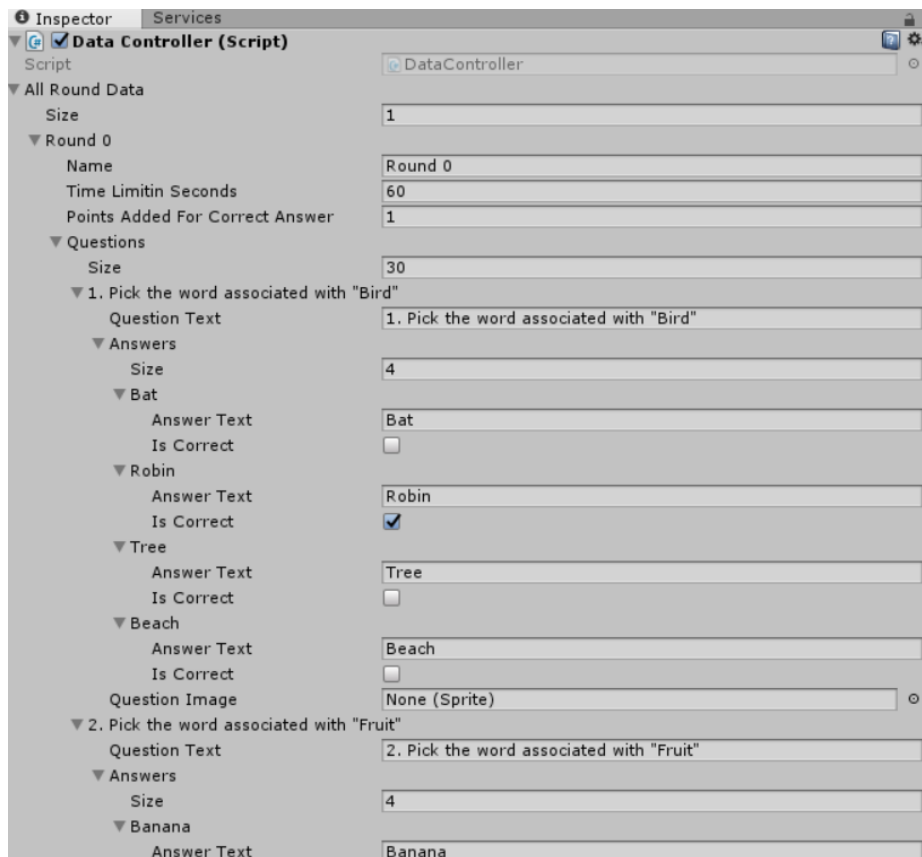 Inspector Services
Data Controller (Script)
Script DataController
All Round Data
Size 1
Round 0
Name Round 0
Time Limitin Seconds 60
Points Added For Correct Answer 1
Questions
Size 30
1. Pick the word associated with "Bird"
Question Text 1. Pick the word associated with "Bird"
Answers
Size 4
Bat
Answer Text Bat
Is Correct
Robin
Answer Text Robin
Is Correct
Tree
Answer Text Tree
Is Correct
Beach
Answer Text Beach
Is Correct
Question Image None (Sprite)
2. Pick the word associated with "Fruit"
Question Text 2. Pick the word associated with "Fruit"
Answers
Size 4
Banana
Answer Text Banana